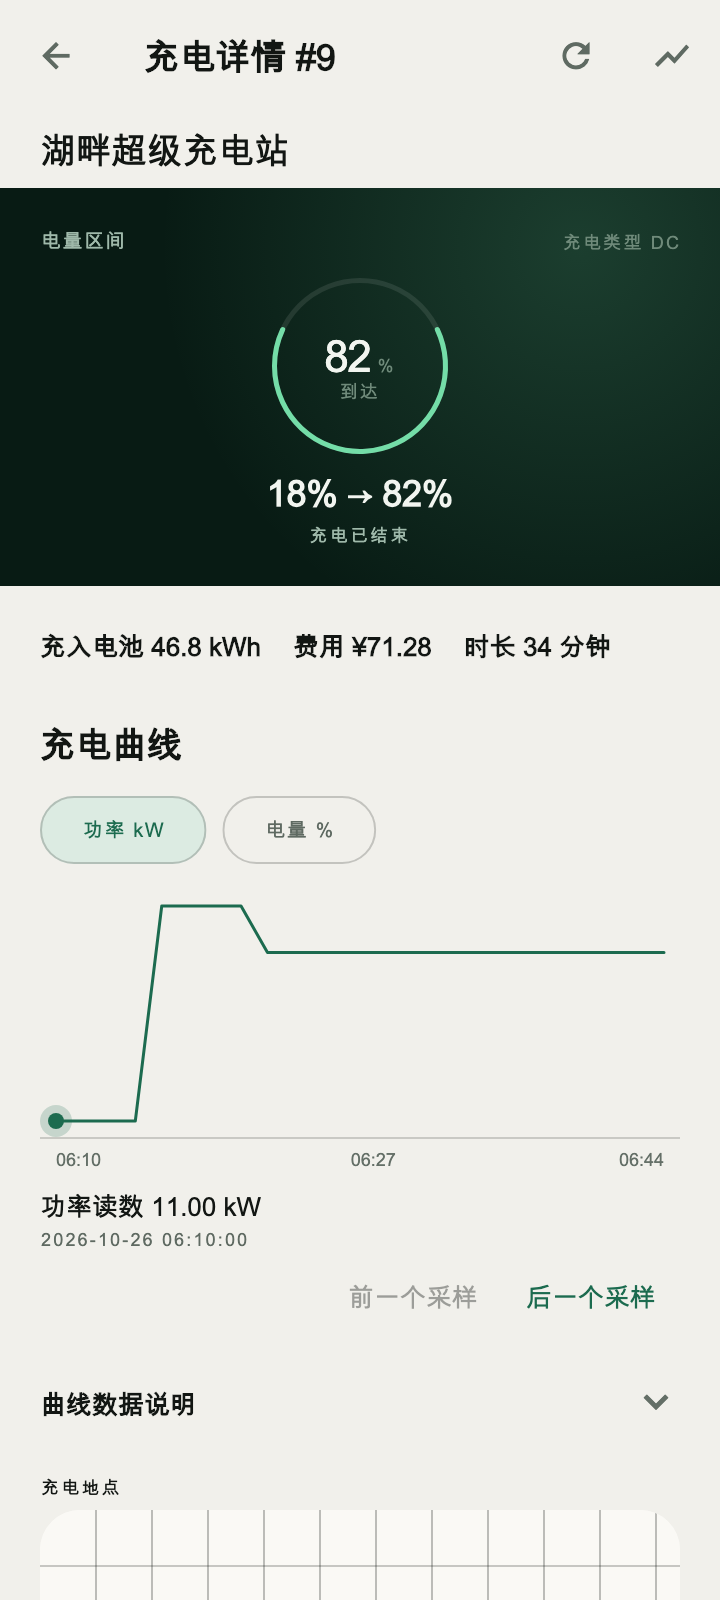 充电详情 #9
湖畔超级充电站
电量区间
充电类型 DC
82 %
到达
18% → 82%
充电已结束
充入电池 46.8 kWh 费用 ¥71.28 时长 34 分钟
充电曲线
功率 kW
电量 %
06:10 06:27 06:44
功率读数 11.00 kW
2026-10-26 06:10:00
前一个采样 后一个采样
曲线数据说明
充电地点